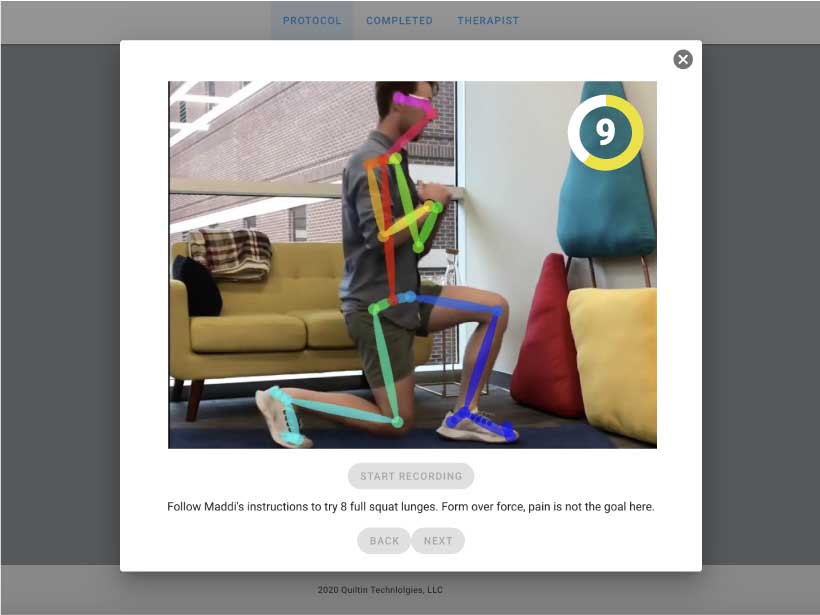 PROTOCOL COMPLETED THERAPIST
9
START RECORDING
Follow Maddi's instructions to try 8 full squat lunges. Form over force, pain is not the goal here.
BACK NEXT
2020 Quiltin Technlolgies, LLC